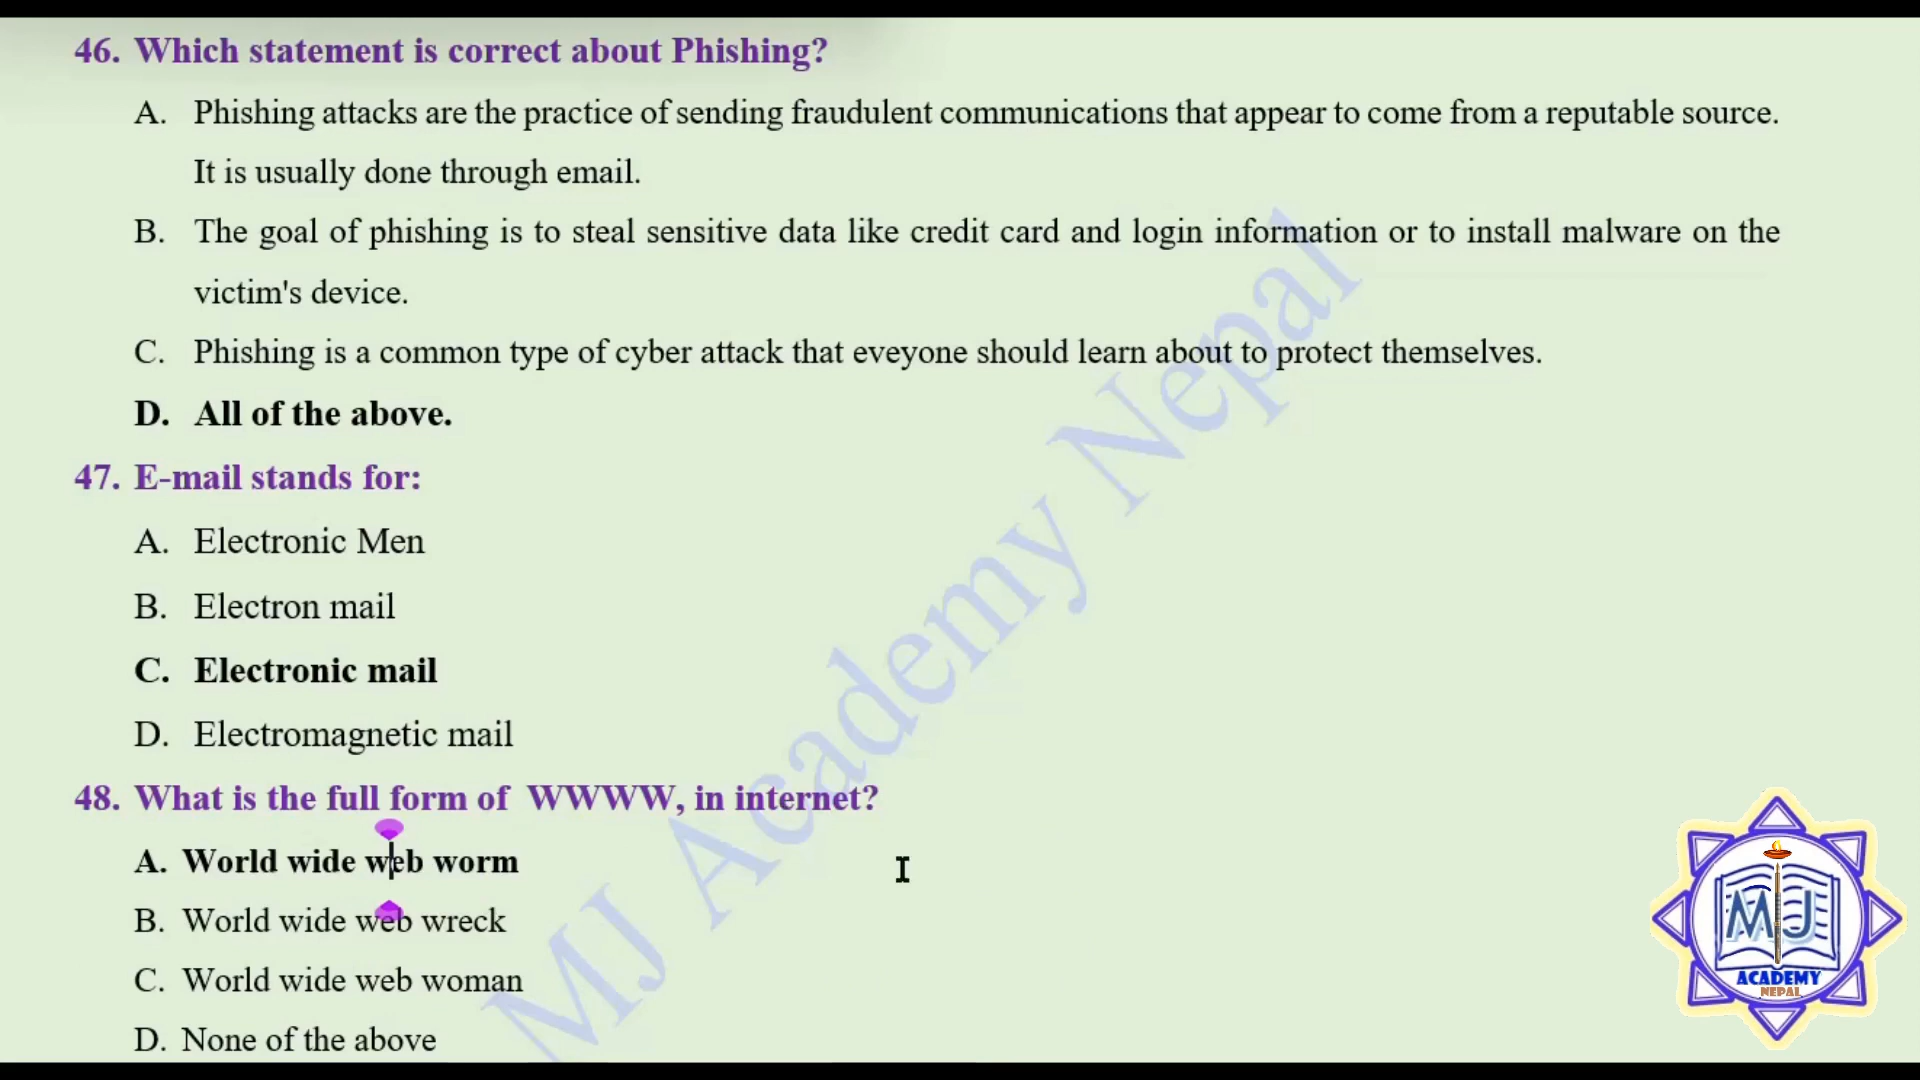 46. Which statement is correct about Phishing?
A. Phishing attacks are the practice of sending fraudulent communications that appear to come from a reputable source.
It is usually done through email.
B. The goal of phishing is to steal sensitive data like credit card and login information or to install malware on the
victim's device.
C. Phishing is a common type of cyber attack that eveyone should learn about to protect themselves.
D. All of the above.
47. E-mail stands for:
A. Electronic Men
B. Electron mail
C. Electronic mail
D. Electromagnetic mail
48. What is the full form of WWWW, in internet?
A. World wide web worm
B. World wide web wreck
C. World wide web woman
D. None of the above
MJ Academy Nepal
MJ
ACADEMY
NEPAL